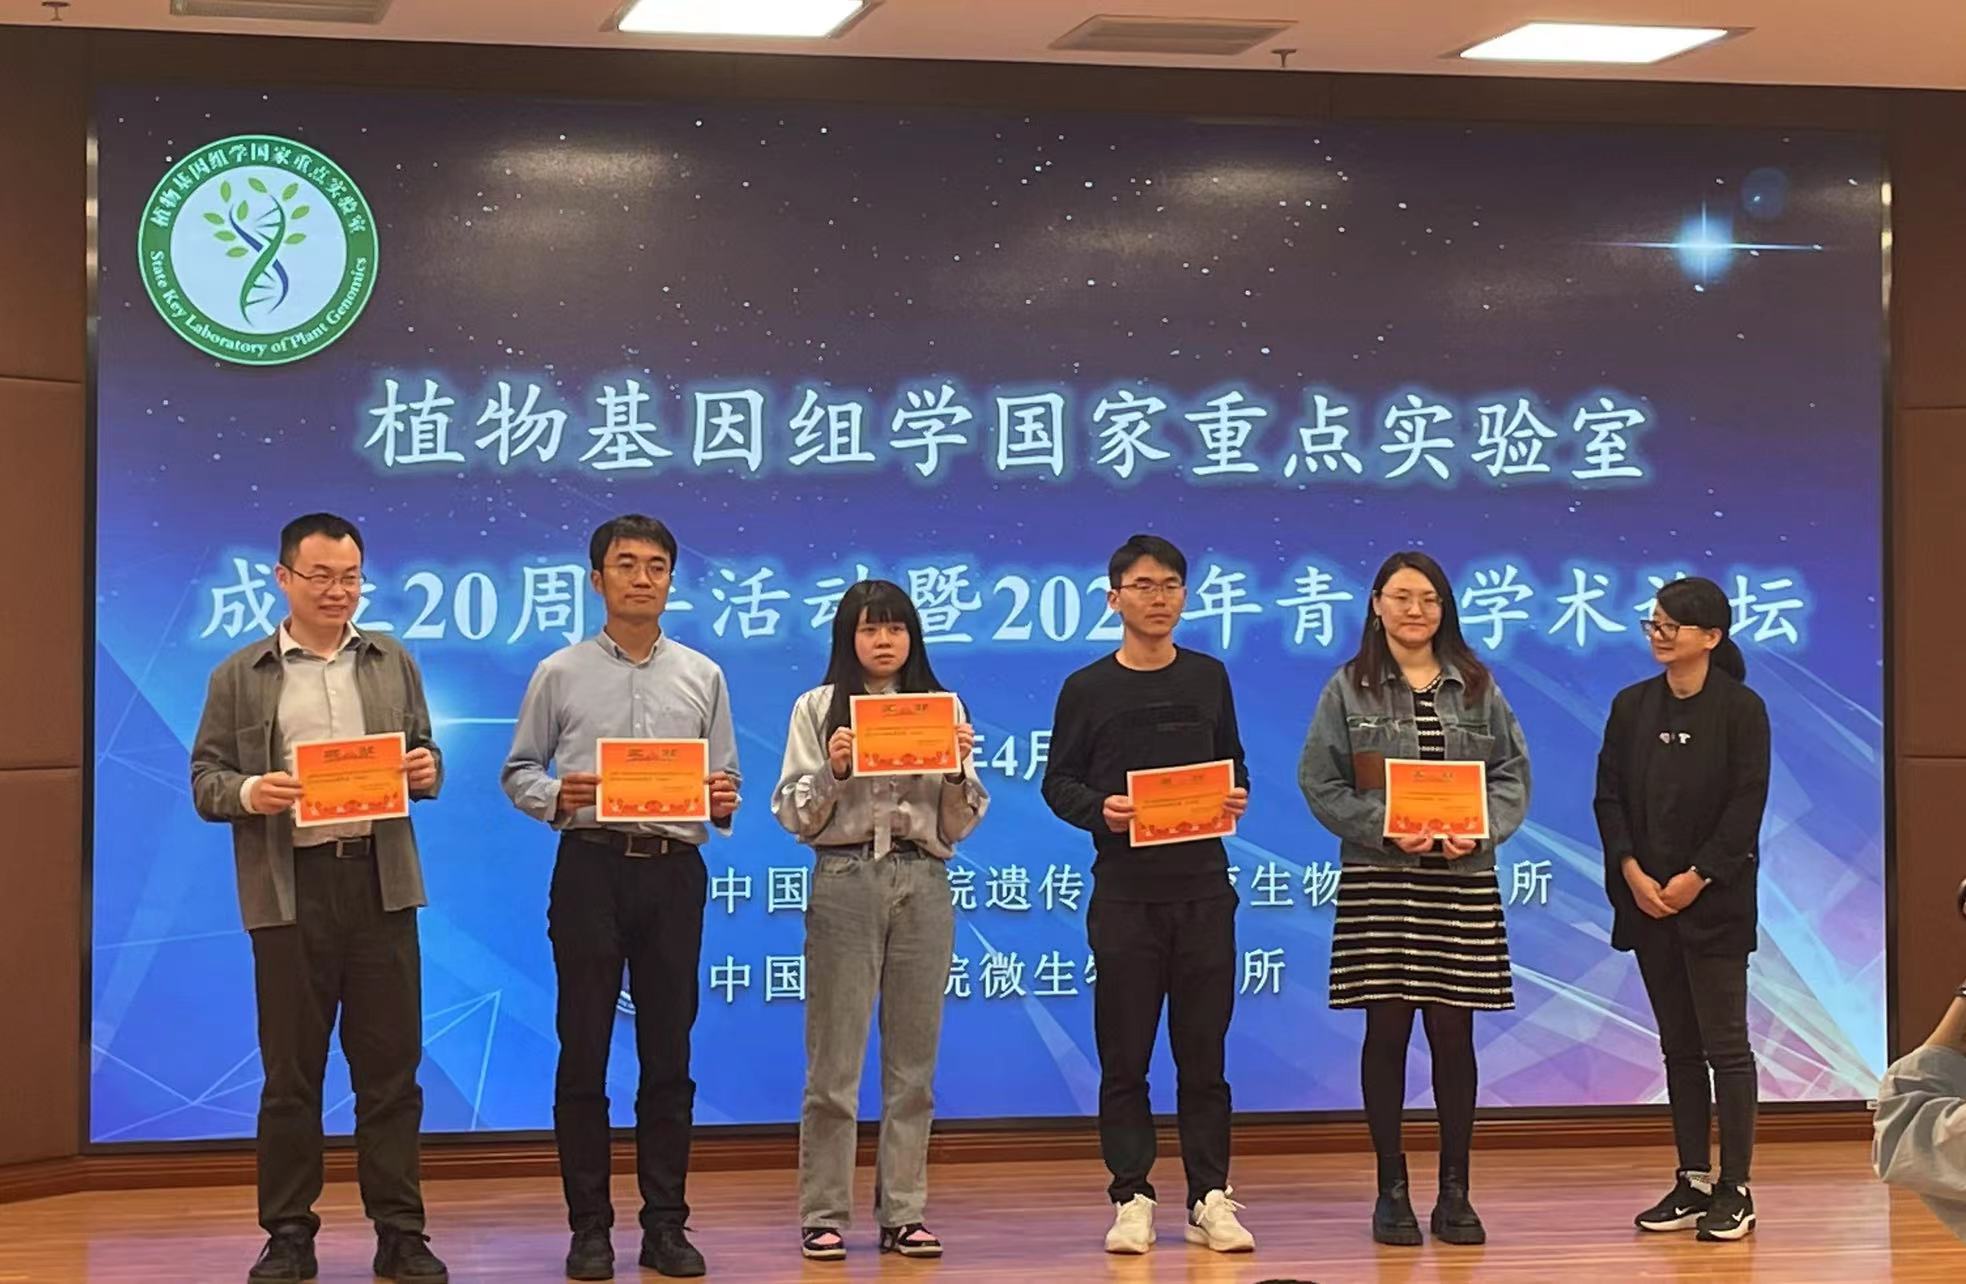 植物基因组学国家重点实验室
State Key Laboratory of Plant Genomics
植物基因组学国家重点实验室
成 20周 活动暨202 年青 学术 坛
年4月
中国 院遗传 生物 所
中国 院微生物 所